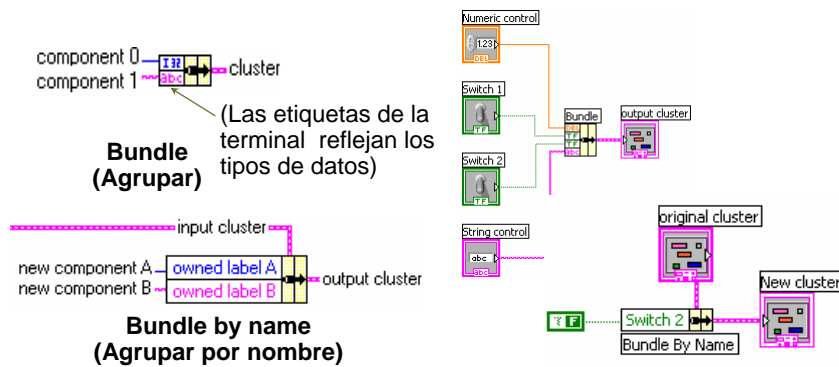 component 0
component 1
I32
abc
cluster
(Las etiquetas de la
terminal reflejan los
tipos de datos)
Bundle
(Agrupar)
input cluster
new component A
new component B
owned label A
owned label B
output cluster
Bundle by name
(Agrupar por nombre)
Numeric control
1.23
DBL
Switch 1
TF
Switch 2
TF
String control
abc
abc
Bundle
DBL
TF
TF
abc
output cluster
original cluster
New cluster
F
Switch 2
Bundle By Name